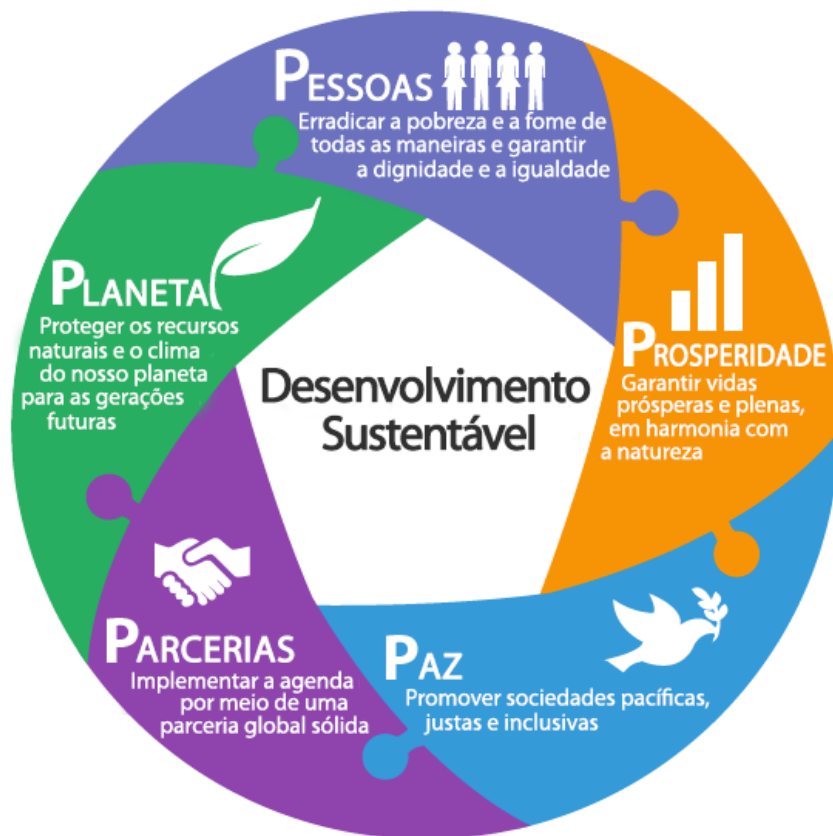 PESSOAS
Erradicar a pobreza e a fome de
todas as maneiras e garantir
a dignidade e a igualdade
PLANETA
Proteger os recursos
naturais e o clima
do nosso planeta
para as gerações
futuras
PROSPERIDADE
Garantir vidas
prósperas e plenas,
em harmonia com
a natureza
Desenvolvimento
Sustentável
PARCERIAS
Implementar a agenda
por meio de uma
parceria global sólida
PAZ
Promover sociedades pacíficas,
justas e inclusivas